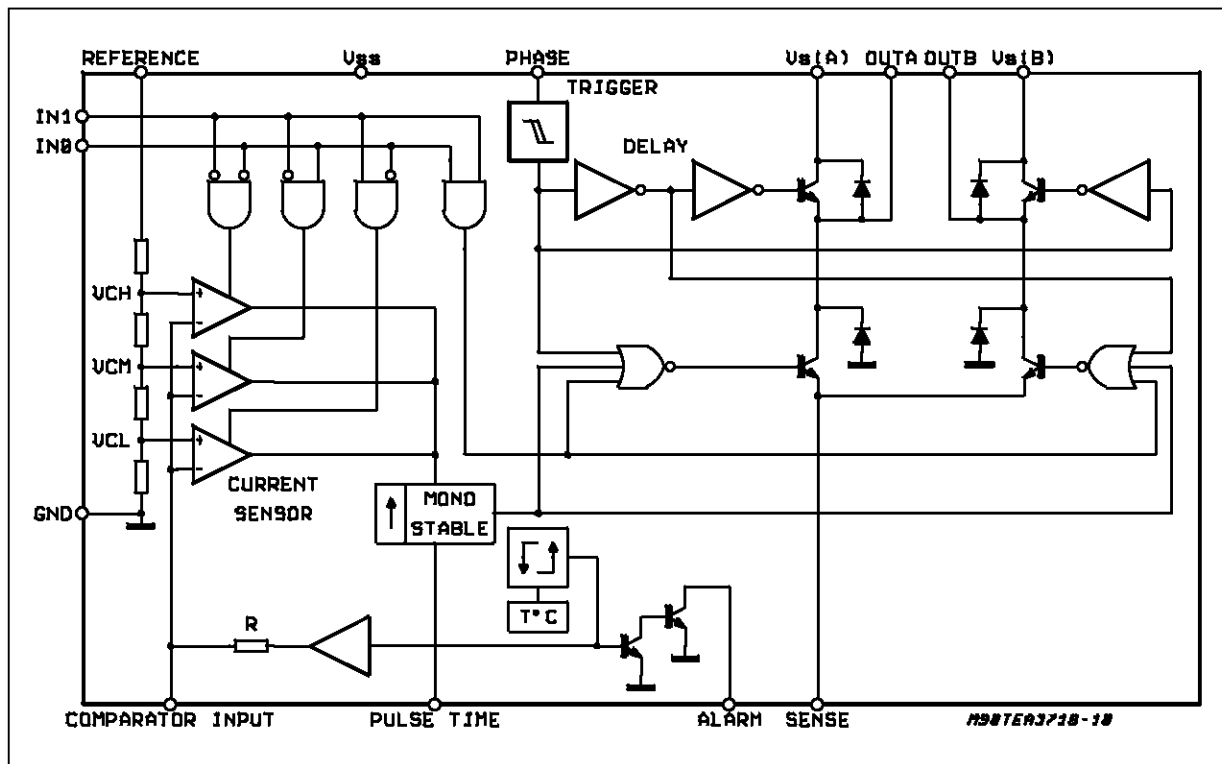 REFERENCE Vss PHASE Vs(A) OUTA OUTB Vs(B)
TRIGGER
IN1
IN0
DELAY
VCH
+
-
VCM
+
-
VCL
+
-
CURRENT
SENSOR
MONO
STABLE
GND
T°C
R
COMPARATOR INPUT PULSE TIME ALARM SENSE M90TEA3718-10